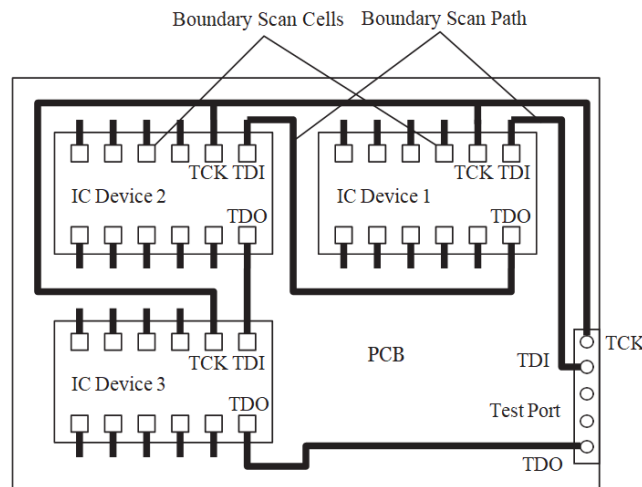 Boundary Scan Cells
Boundary Scan Path
TCK TDI
IC Device 2
TDO
TCK TDI
IC Device 1
TDO
TCK TDI
IC Device 3
TDO
PCB
TCK
TDI
Test Port
TDO